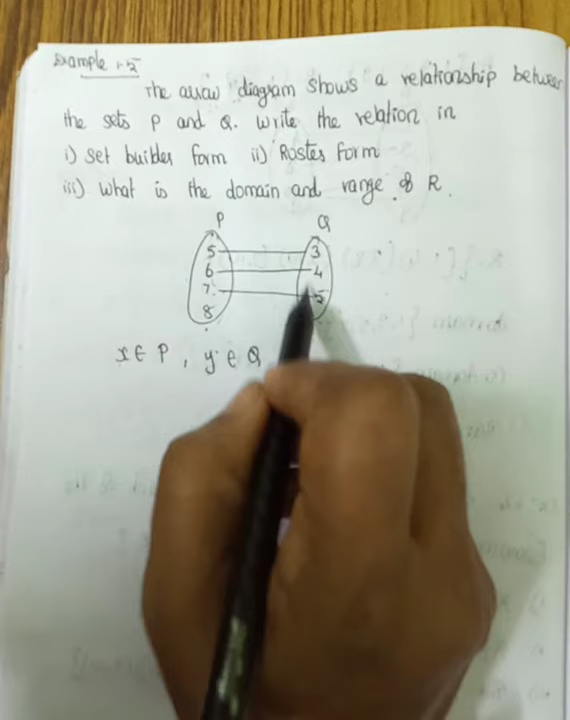 Example 1.5
The arrow diagram shows a relationship between
the sets P and Q. Write the relation in
i) Set builder form ii) Roster form
iii) What is the domain and range of R.
P Q
5 3
6 4
7 5
8
x ∈ P, y ∈ Q